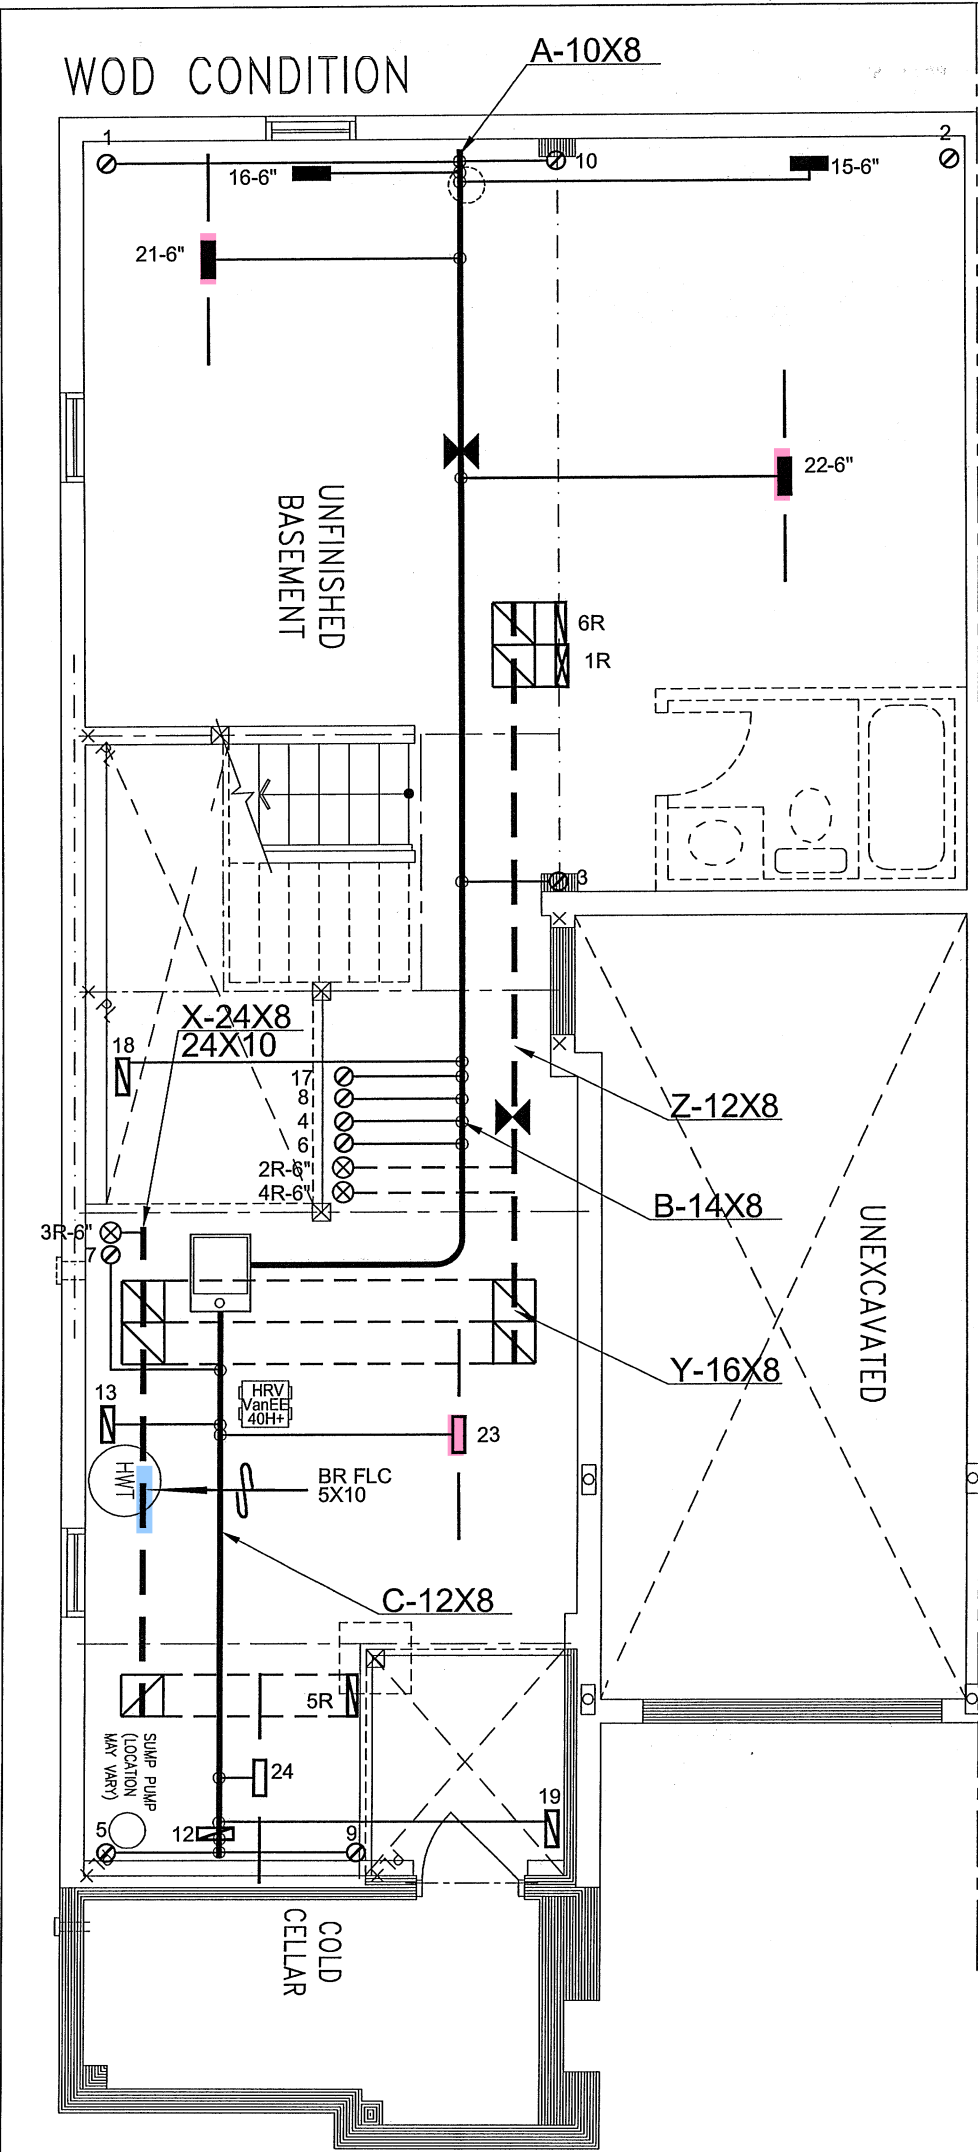 A-10X8
WOD CONDITION
1
2
10
16-6"
15-6"
21-6"
22-6"
UNFINISHED
BASEMENT
6R
1R
3
PL
X-24X8
24X10
18
17
8
4
6
2R-6"
4R-6"
Z-12X8
B-14X8
3R-6"
7
UNEXCAVATED
Y-16X8
13
HRV
VanEE
40H+
23
HWT
BR FLC
5X10
C-12X8
5R
SUMP PUMP
(LOCATION
MAY VARY)
24
19
5
12
9
COLD
CELLAR